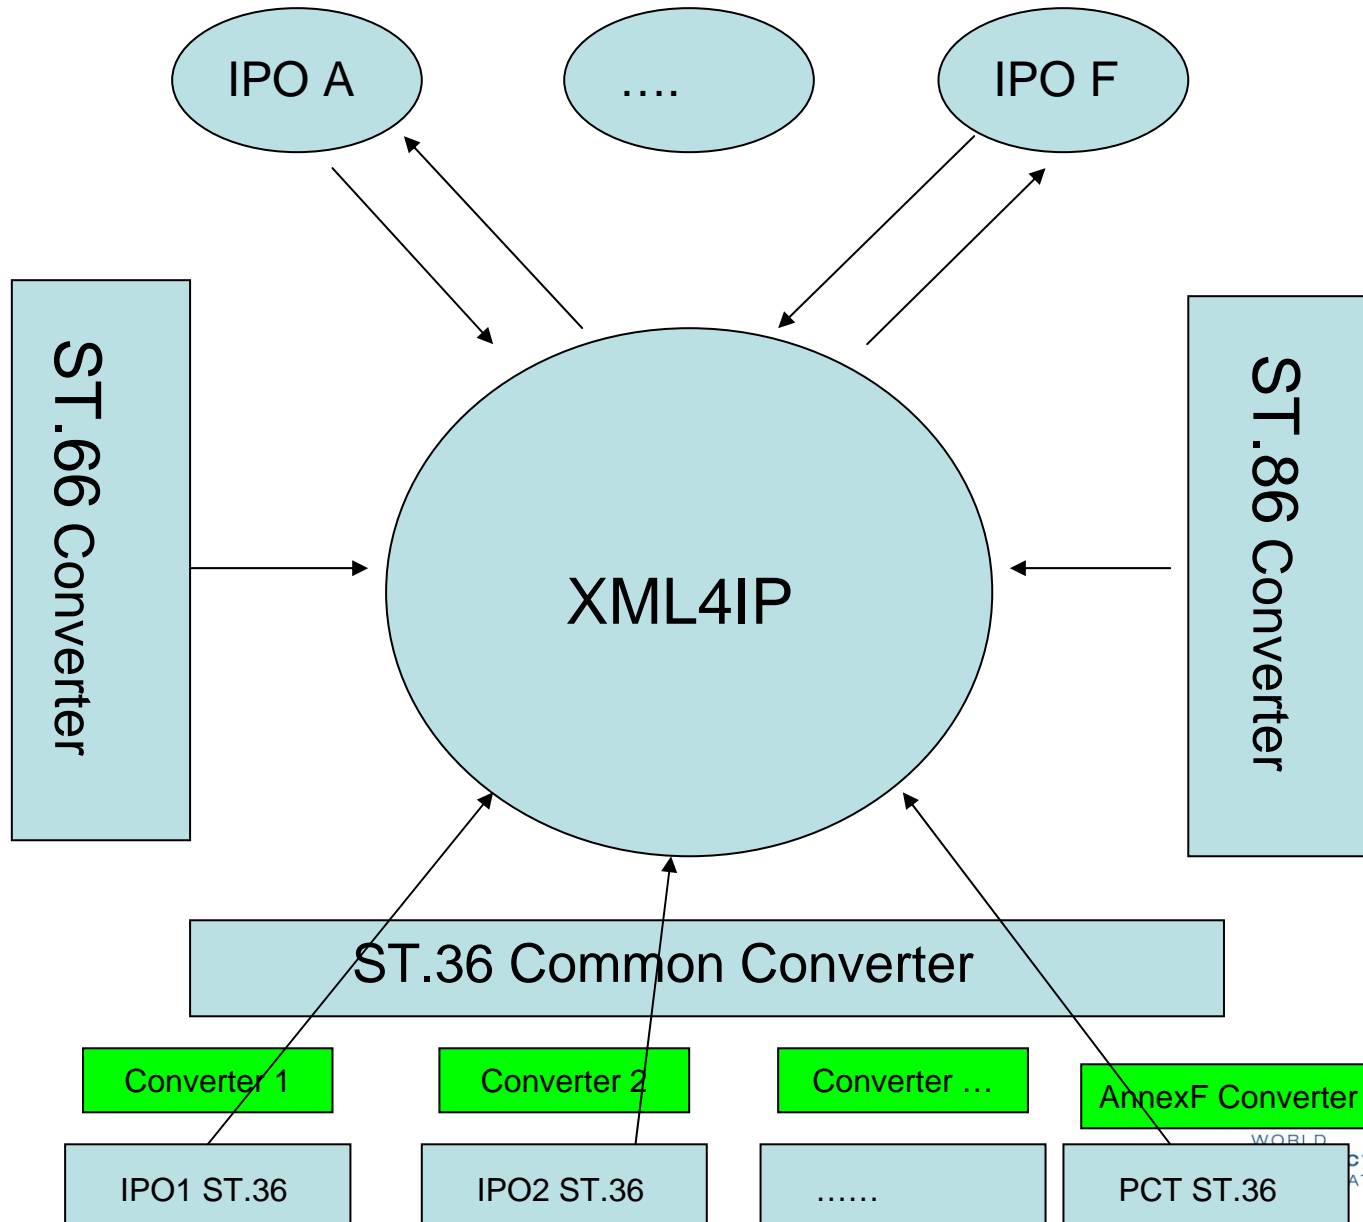 IPO A
....
IPO F
ST.66 Converter
ST.86 Converter
XML4IP
ST.36 Common Converter
Converter 1
Converter 2
Converter ...
AnnexF Converter
WORLD
IPO1 ST.36
IPO2 ST.36
......
PCT ST.36